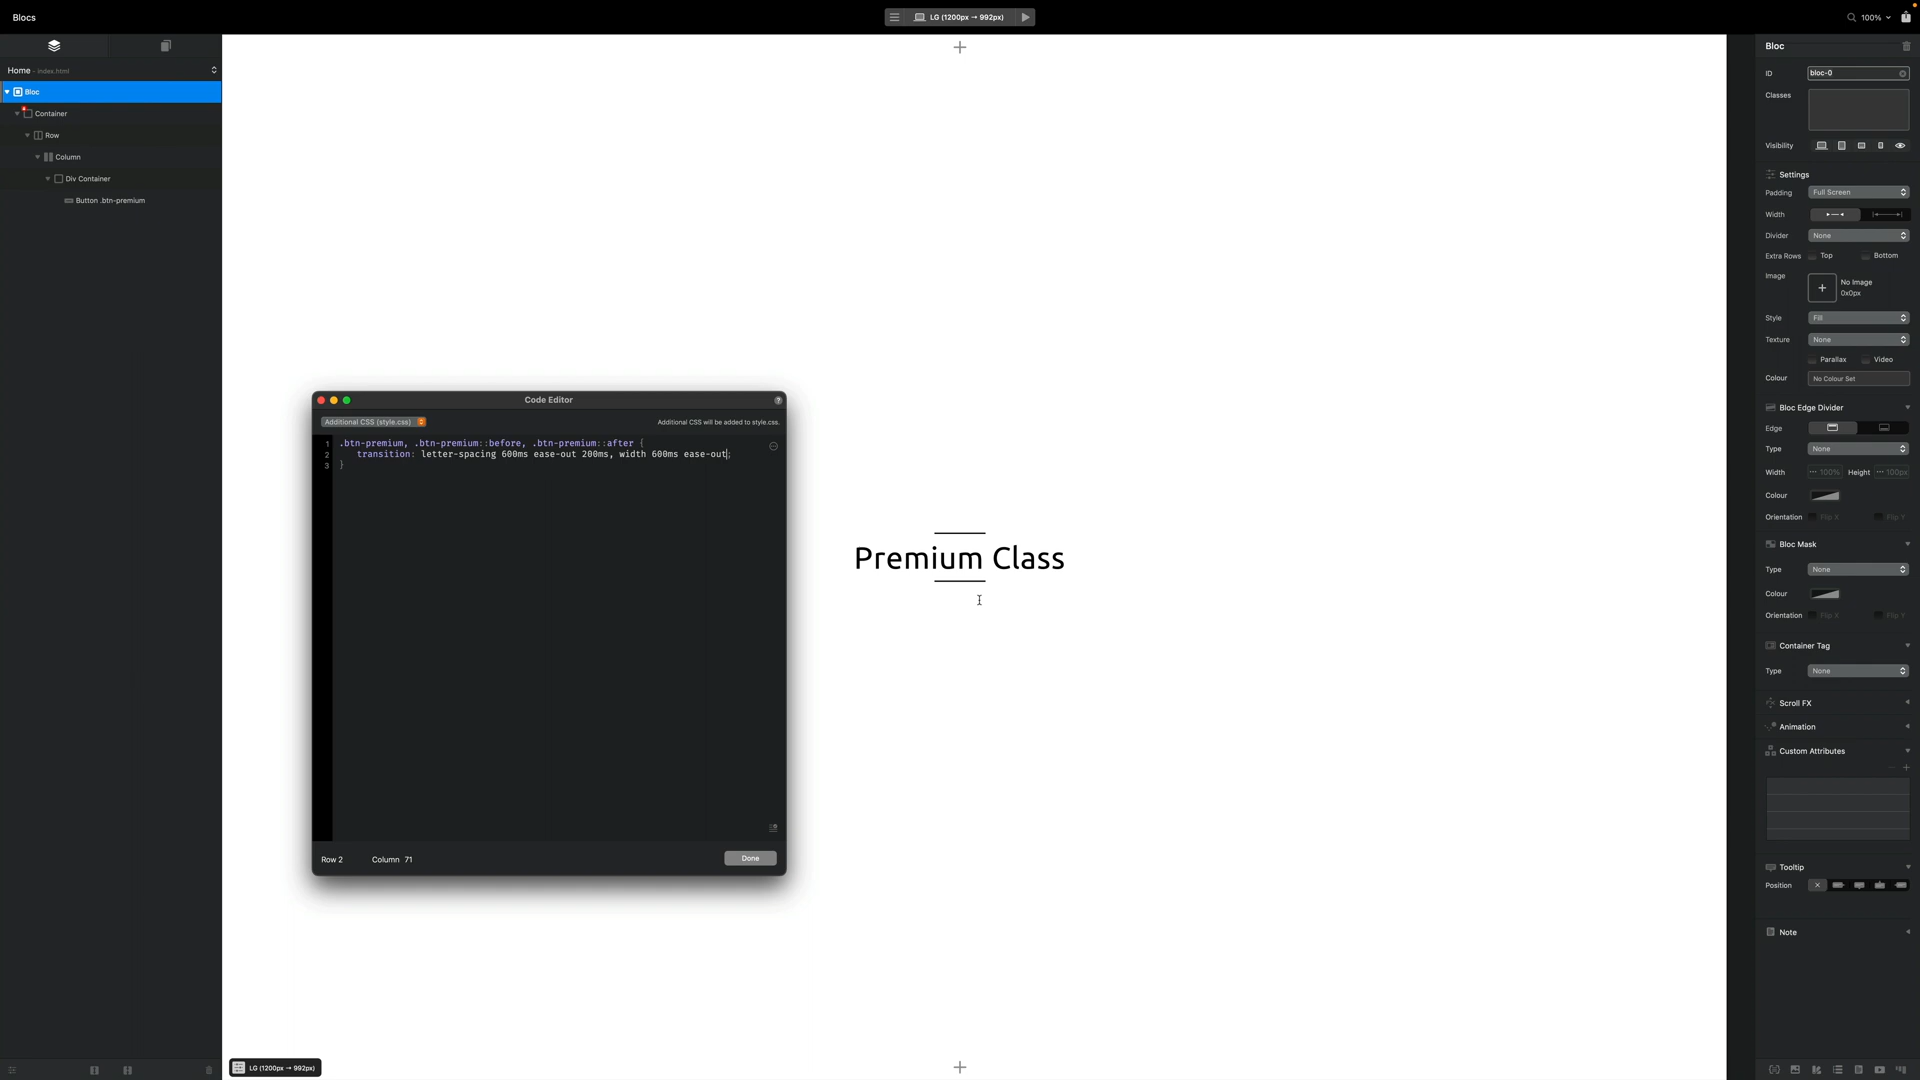 Blocs
LG (1200px → 992px)
100%
Home - index.html
Bloc
Container
Row
Column
Div Container
Button .btn-premium
Code Editor
?
Additional CSS (style.css)
Additional CSS will be added to style.css.
1 .btn-premium, .btn-premium::before, .btn-premium::after {
2 transition: letter-spacing 600ms ease-out 200ms, width 600ms ease-out;
3 }
Row 2 Column 71
Done
Premium Class
LG (1200px → 992px)
Bloc
ID bloc-0
Classes
Visibility
Settings
Padding Full Screen
Width
Divider None
Extra Rows Top Bottom
Image
No Image
0x0px
Style Fill
Texture None
Parallax Video
Colour No Colour Set
Bloc Edge Divider
Edge
Type None
Width 100% Height 100px
Colour
Orientation Flip X Flip Y
Bloc Mask
Type None
Colour
Orientation Flip X Flip Y
Container Tag
Type None
Scroll FX
Animation
Custom Attributes
Tooltip
Position
Note